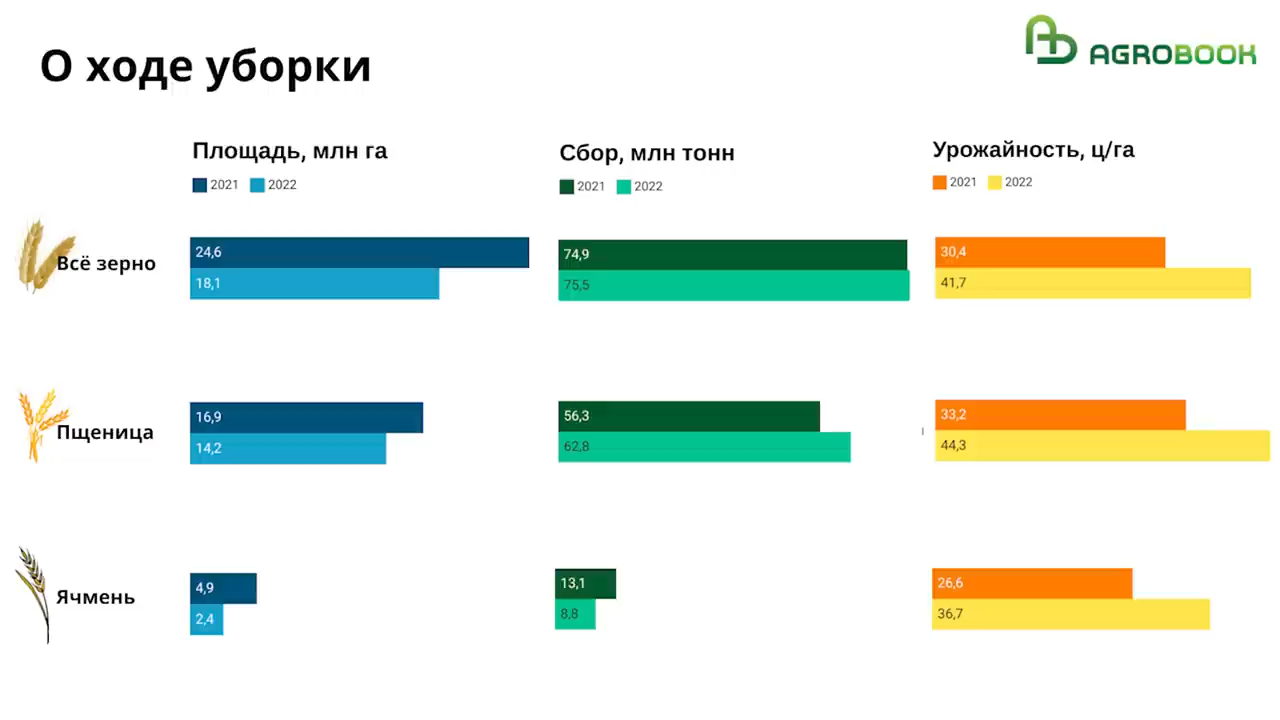 О ходе уборки
AGROBOOK
Площадь, млн га
2021 2022
Сбор, млн тонн
2021 2022
Урожайность, ц/га
2021 2022
Всё зерно
24,6
18,1
74,9
75,5
30,4
41,7
Пщеница
16,9
14,2
56,3
62,8
33,2
44,3
Ячмень
4,9
2,4
13,1
8,8
26,6
36,7